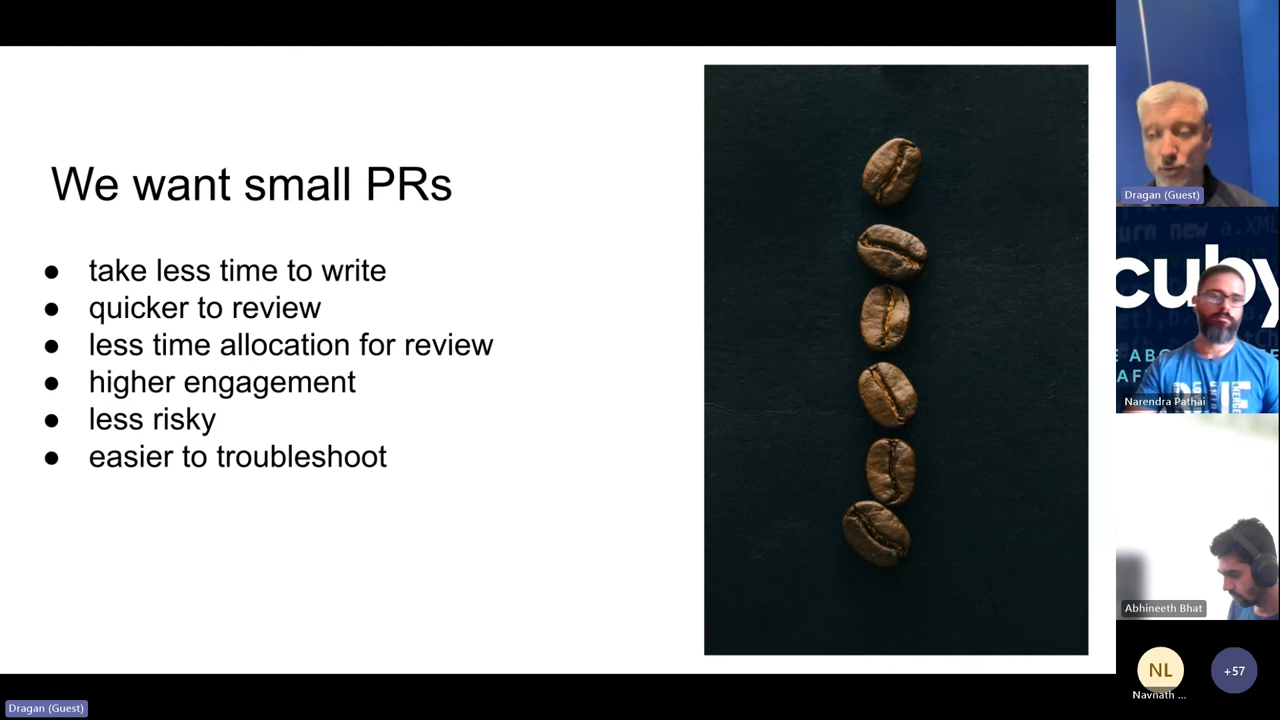 We want small PRs
● take less time to write
● quicker to review
● less time allocation for review
● higher engagement
● less risky
● easier to troubleshoot
Dragan (Guest)
Dragan (Guest)
cuby
Narendra Pathai
Abhineeth Bhat
NL
Navnath ...
+57